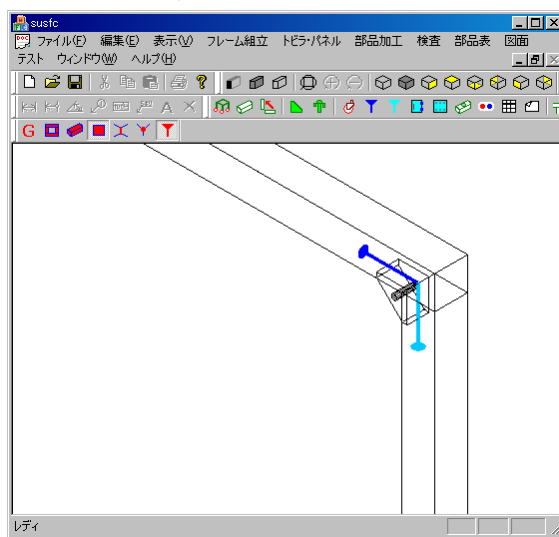 susfc
ファイル(F) 編集(E) 表示(V) フレーム組立 トビラ・パネル 部品加工 検査 部品表 図面
テスト ウィンドウ(W) ヘルプ(H)
A
G
レディ